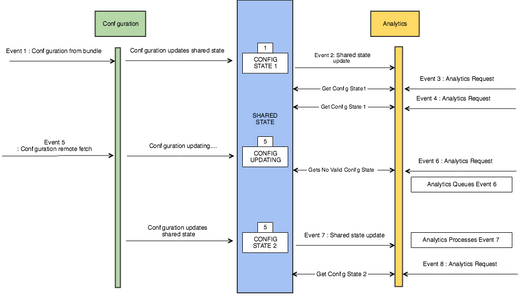 Configuration
Analytics
Event 1 : Configuration from bundle
Configuration updates shared state
1
CONFIG
STATE 1
Event 2: Shared state
update
Event 3 : Analytics Request
Get Config State1
Event 4 : Analytics Request
Get Config State 1
SHARED
STATE
Event 5
: Configuration remote fetch
Configuration updating....
5
CONFIG
UPDATING
Event 6 : Analytics Request
Gets No Valid Config State
Analytics Queues Event 6
Configuration updates
shared state
5
CONFIG
STATE 2
Event 7 : Shared state update
Analytics Processes Event 7
Event 8 : Analytics Request
Get Config State 2